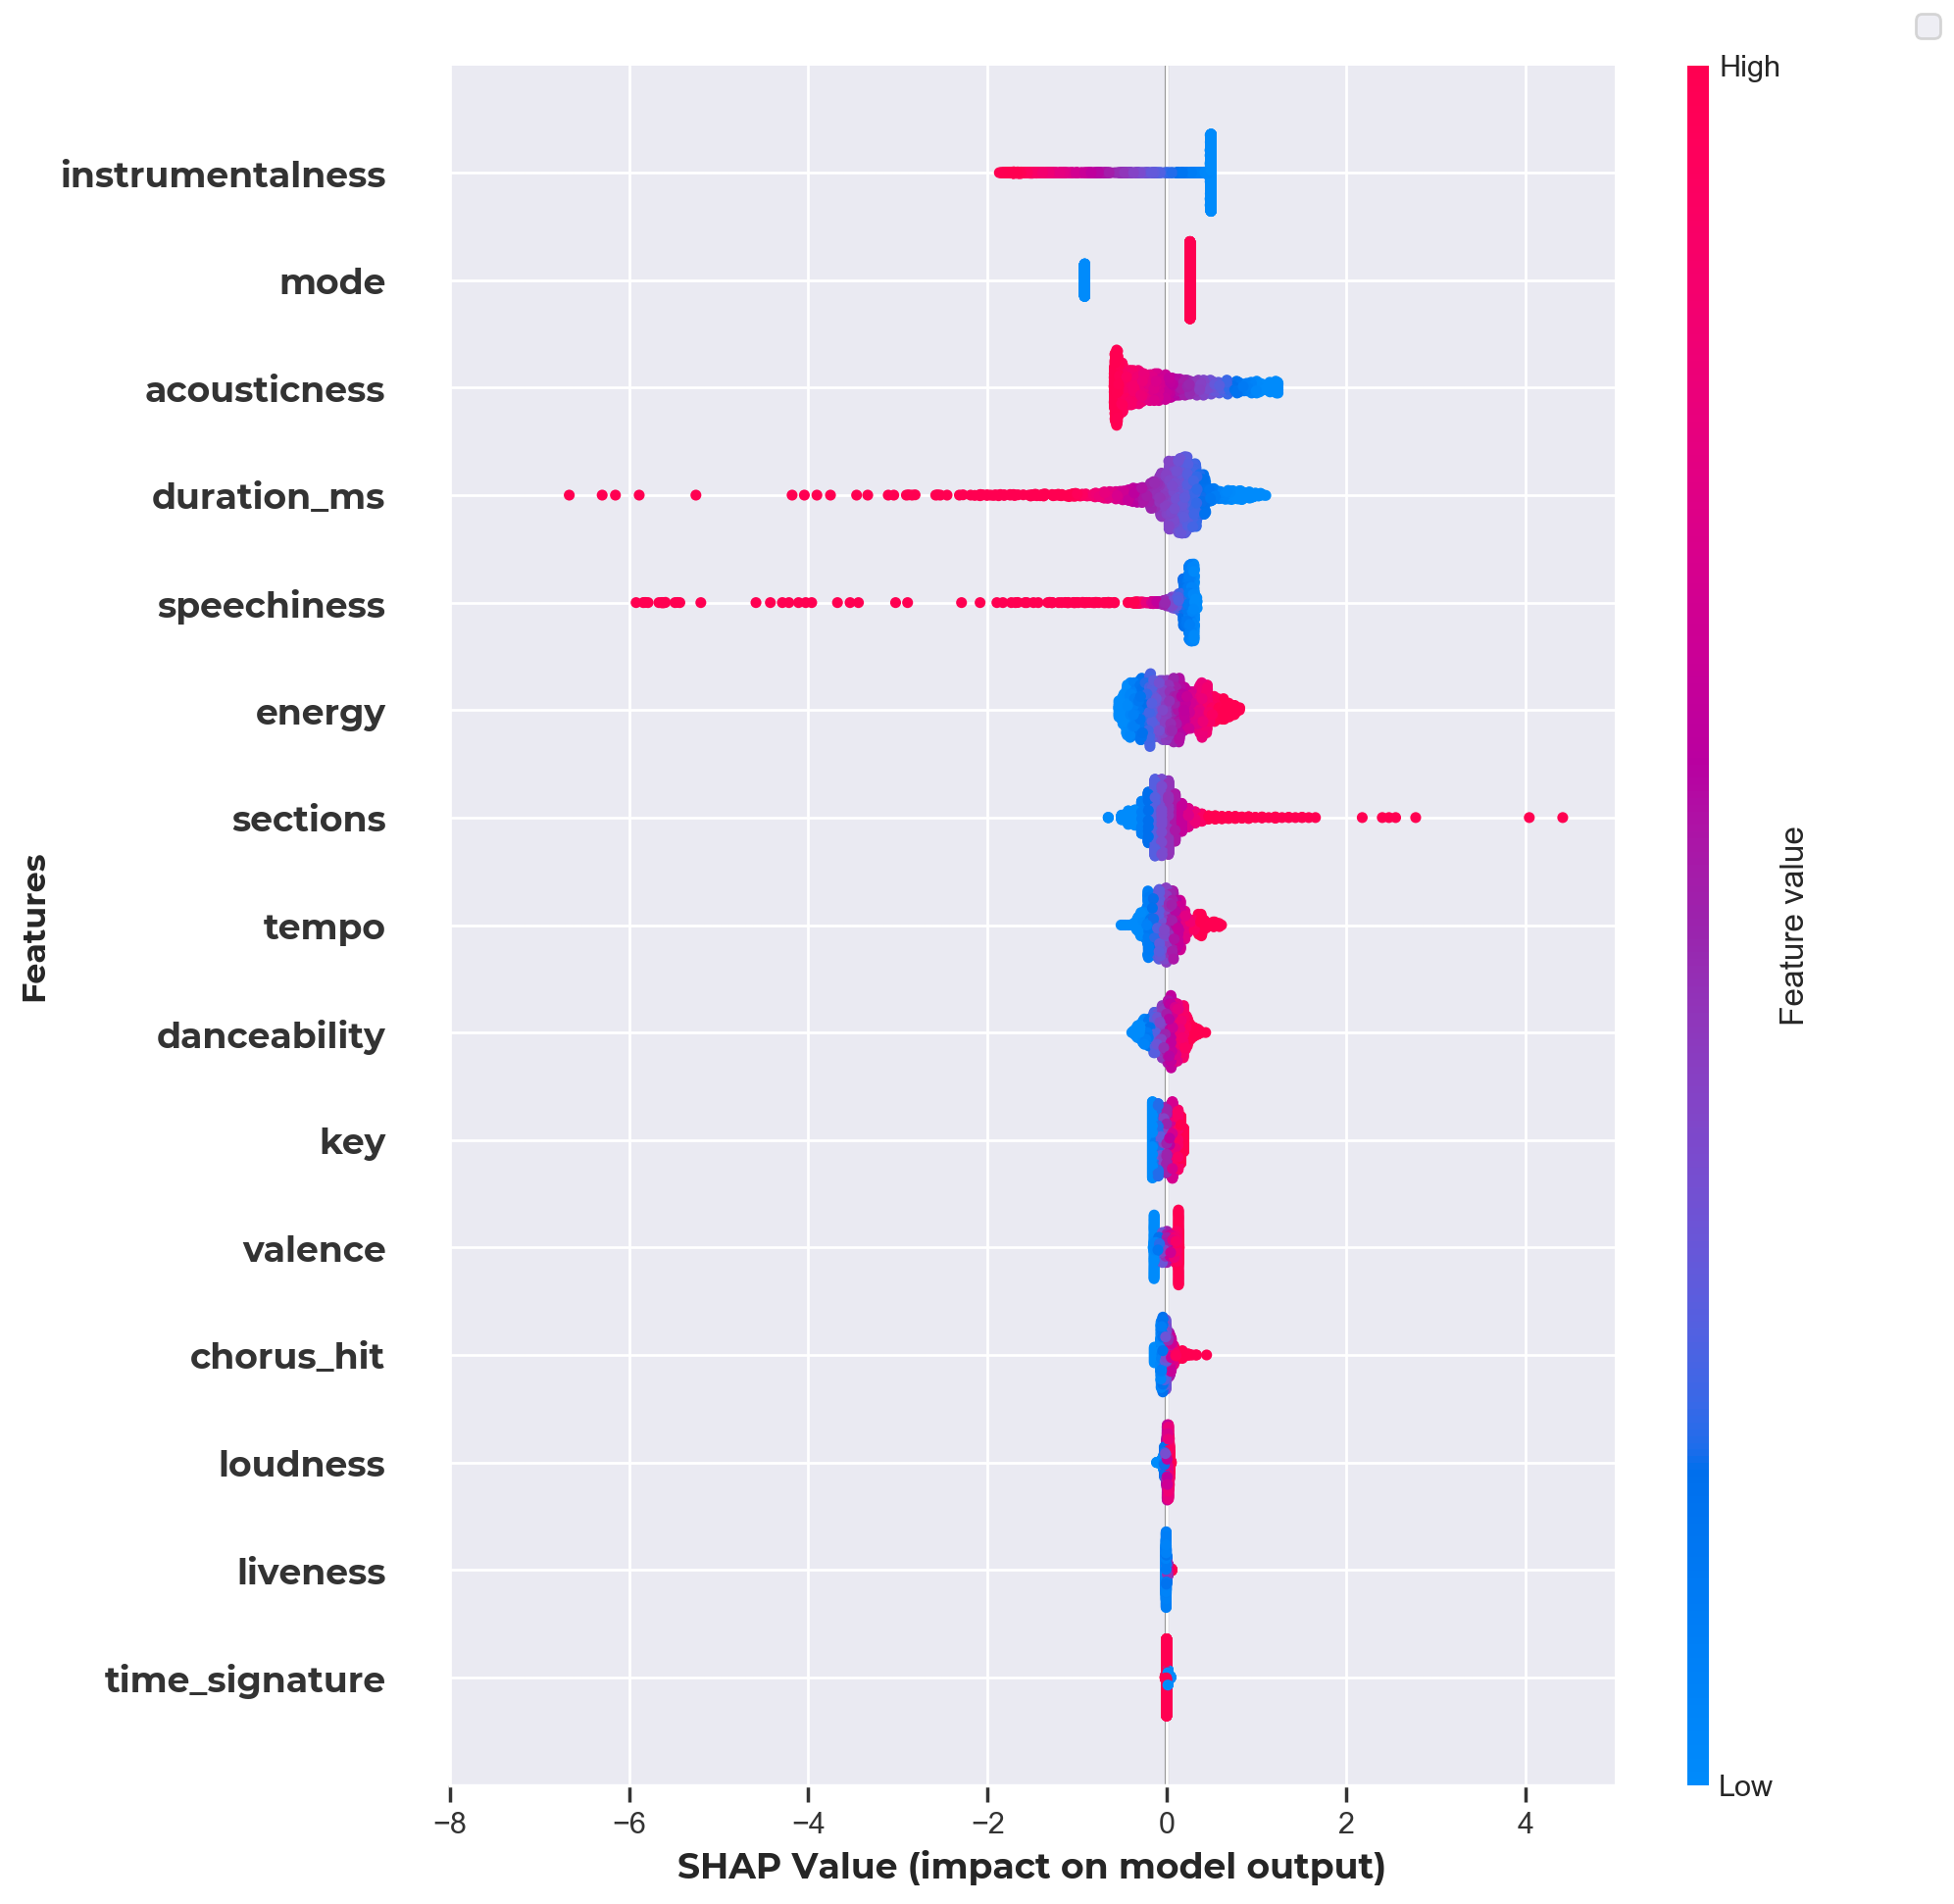 High
instrumentalness
mode
acousticness
duration_ms
speechiness
energy
sections
tempo
danceability
key
valence
chorus_hit
loudness
liveness
time_signature
Features
Feature value
Low
−8 −6 −4 −2 0 2 4
SHAP Value (impact on model output)